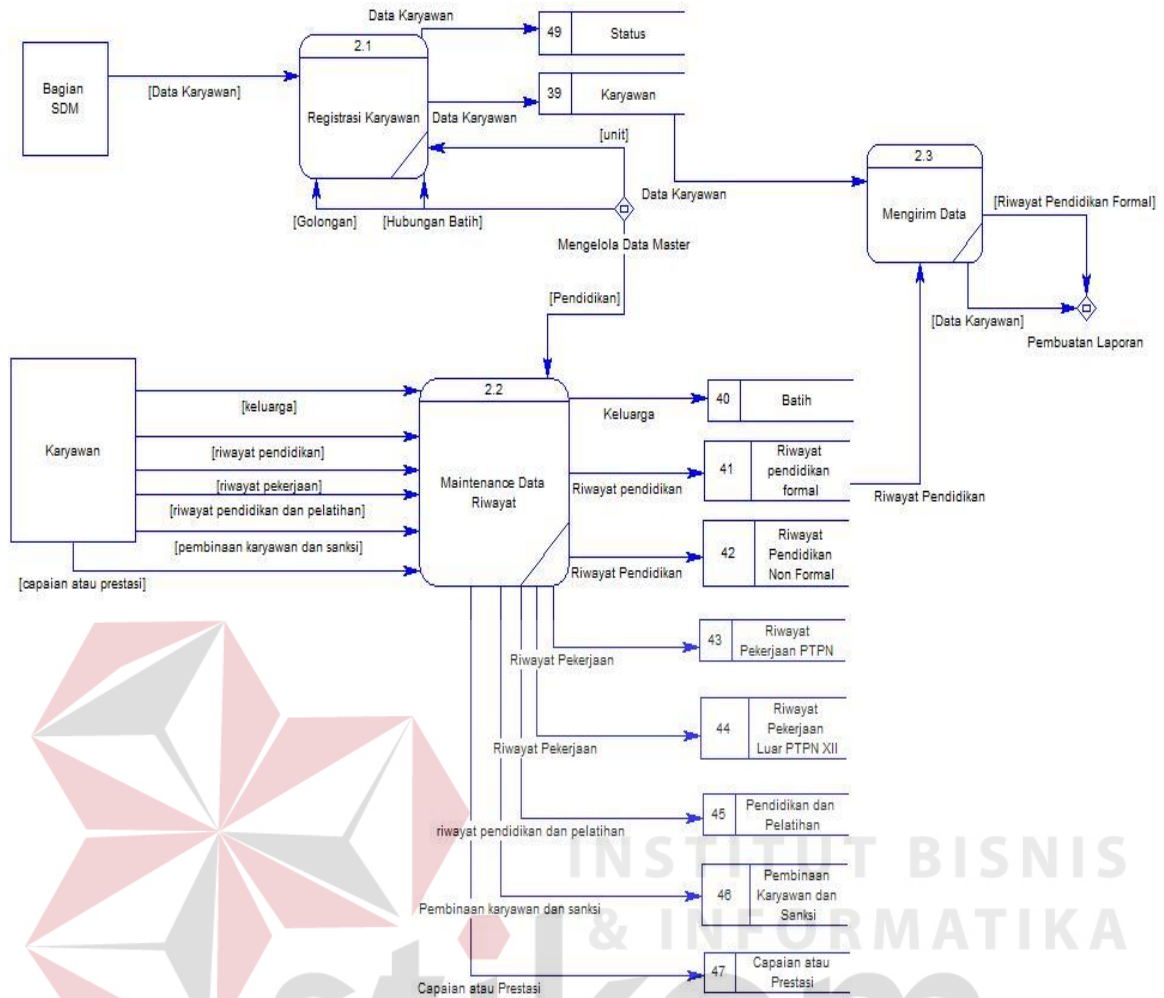 Data Karyawan
49
Status
2.1
Bagian
SDM
[Data Karyawan]
Registrasi Karyawan
Data Karyawan
39
Karyawan
[unit]
2.3
Mengirim Data
Data Karyawan
[Riwayat Pendidikan Formal]
[Golongan]
[Hubungan Batih]
Mengelola Data Master
[Pendidikan]
[Data Karyawan]
Pembuatan Laporan
Karyawan
[keluarga]
[riwayat pendidikan]
[riwayat pekerjaan]
[riwayat pendidikan dan pelatihan]
[pembinaan karyawan dan sanksi]
[capaian atau prestasi]
2.2
Maintenance Data
Riwayat
Keluarga
40
Batih
Riwayat pendidikan
41
Riwayat
pendidikan
formal
Riwayat Pendidikan
Riwayat Pendidikan
42
Riwayat
Pendidikan
Non Formal
Riwayat Pekerjaan
43
Riwayat
Pekerjaan PTPN
Riwayat Pekerjaan
44
Riwayat
Pekerjaan
Luar PTPN XII
riwayat pendidikan dan pelatihan
45
Pendidikan dan
Pelatihan
Pembinaan karyawan dan sanksi
46
Pembinaan
Karyawan dan
Sanksi
Capaian atau Prestasi
47
Capaian atau
Prestasi
INSTITUT BISNIS
& INFORMATIKA
stikom